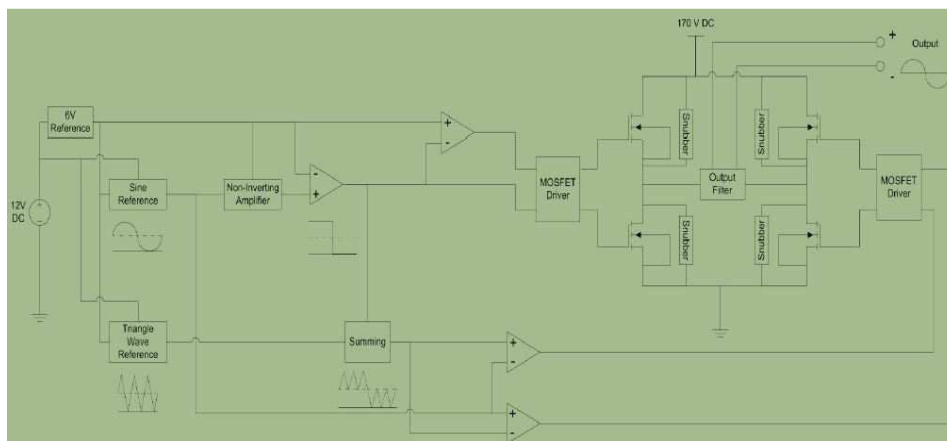 170 V DC
+
Output
-
6V
Reference
+
-
Snubber
Snubber
12V
DC
+
-
Sine
Reference
Non-Inverting
Amplifier
-
+
MOSFET
Driver
Output
Filter
MOSFET
Driver
Snubber
Snubber
Triangle
Wave
Reference
Summing
+
-
+
-